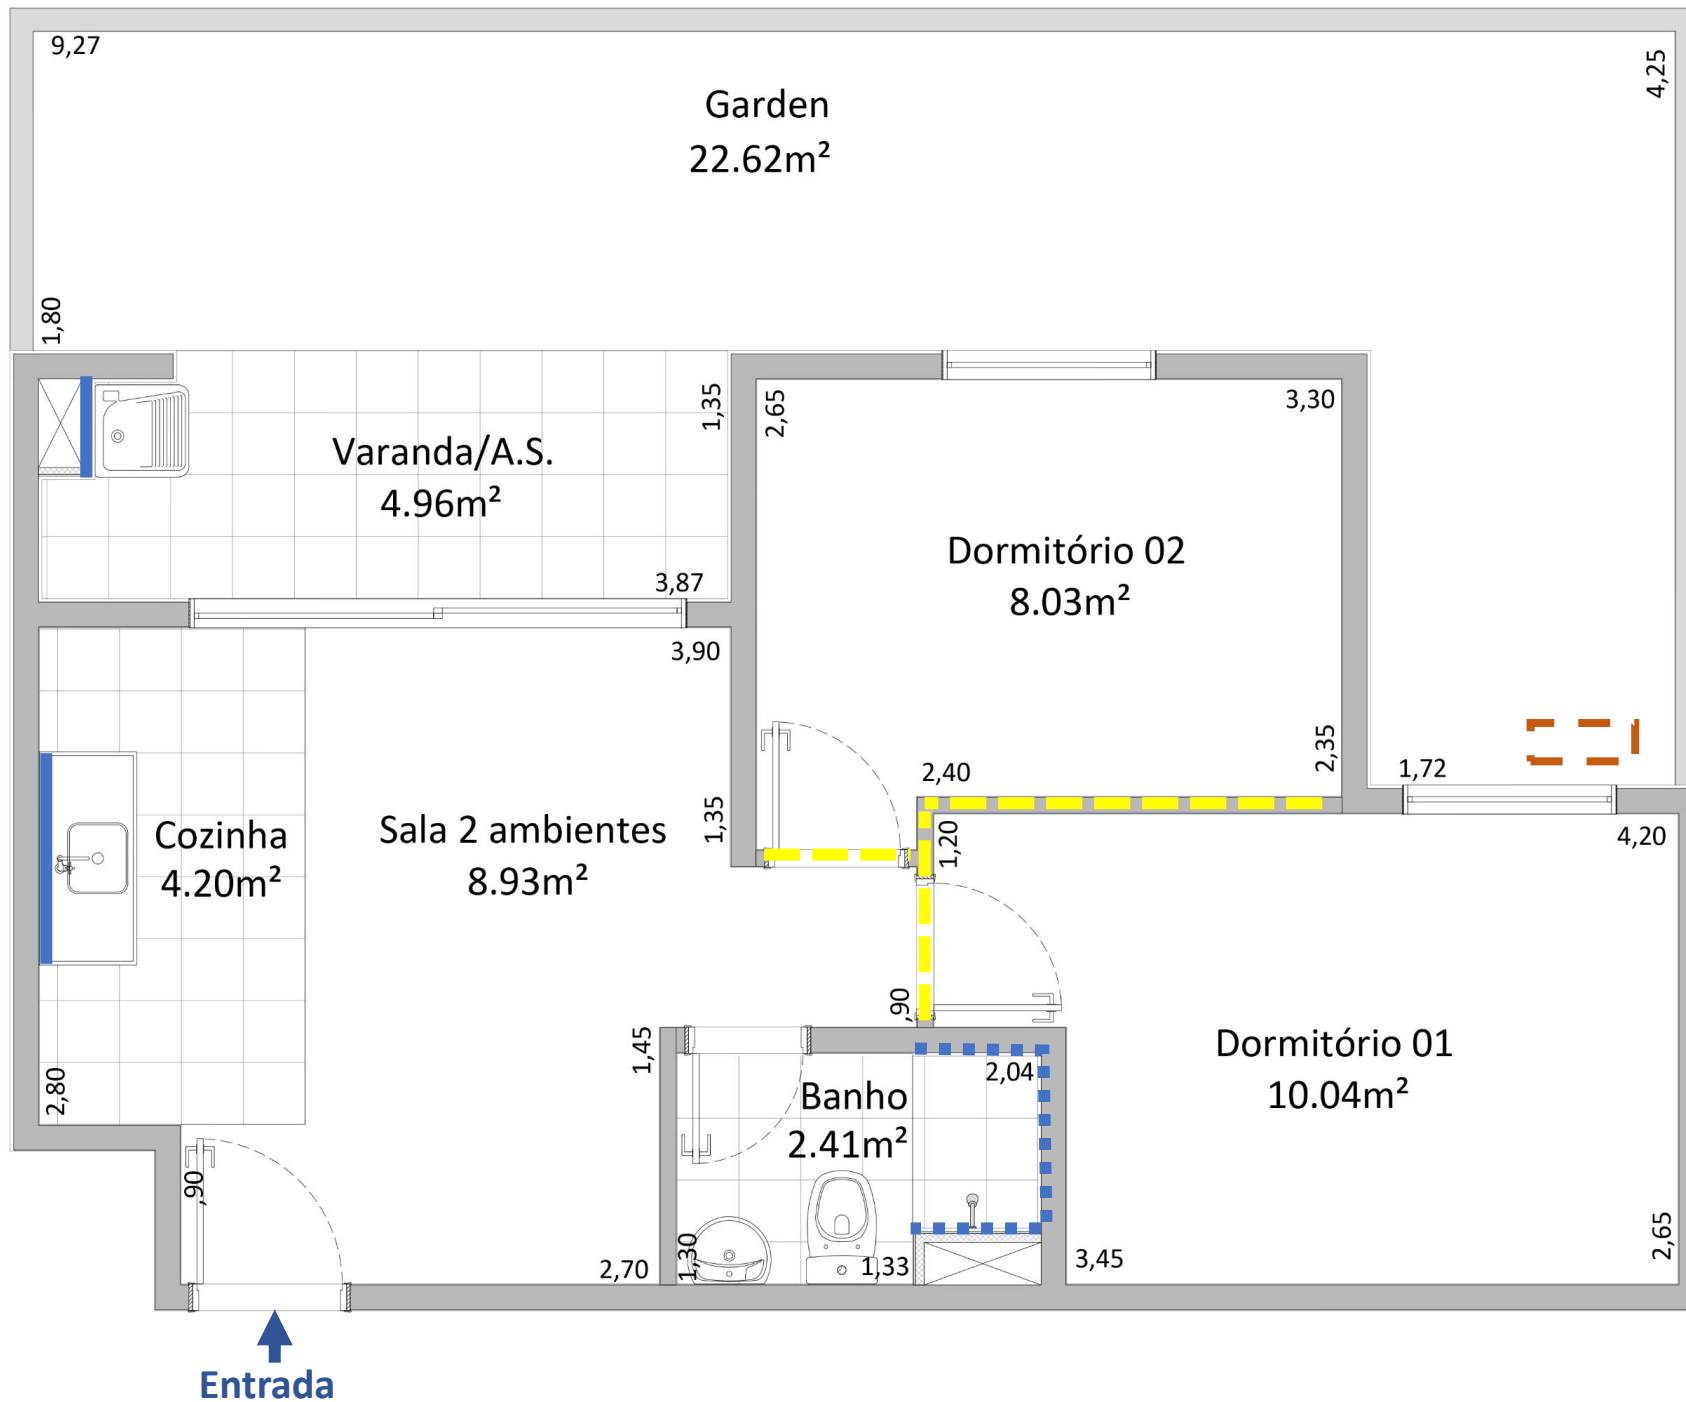 9,27
4,25
Garden
22.62m²
1,80
1,35
2,65
3,30
Varanda/A.S.
4.96m²
3,87
Dormitório 02
8.03m²
3,90
2,35
2,40
1,72
1,35
1,20
4,20
Cozinha
4.20m²
Sala 2 ambientes
8.93m²
,90
2,80
1,45
2,04
Banho
2.41m²
Dormitório 01
10.04m²
,90
2,70
1,30
1,33
3,45
2,65
Entrada